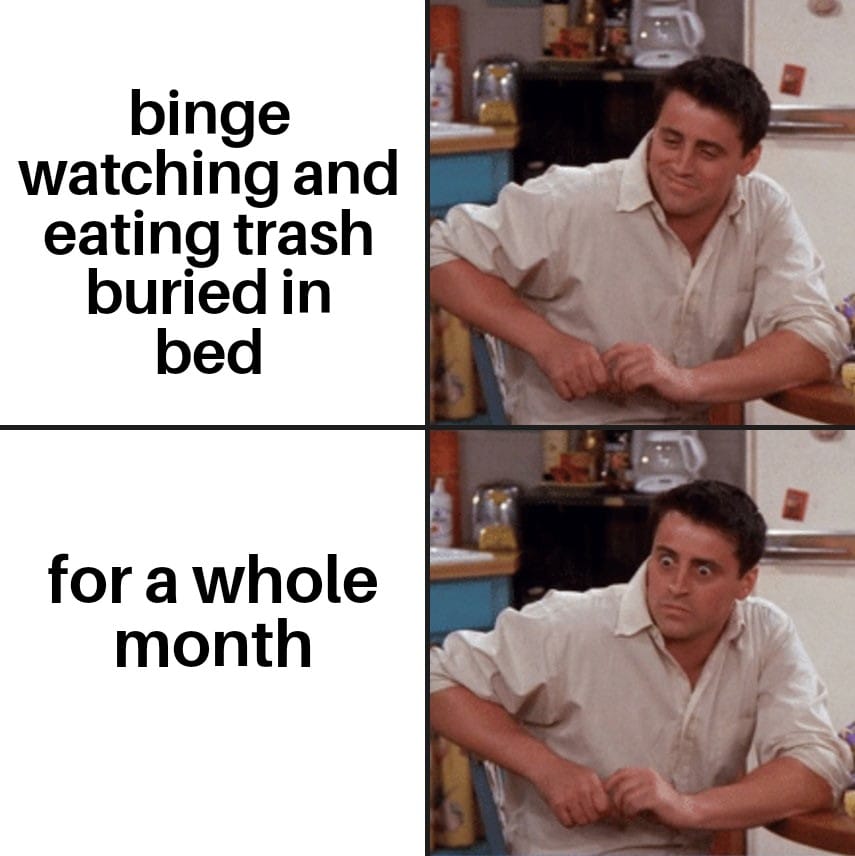 binge
watching and
eating trash
buried in
bed
for a whole
month